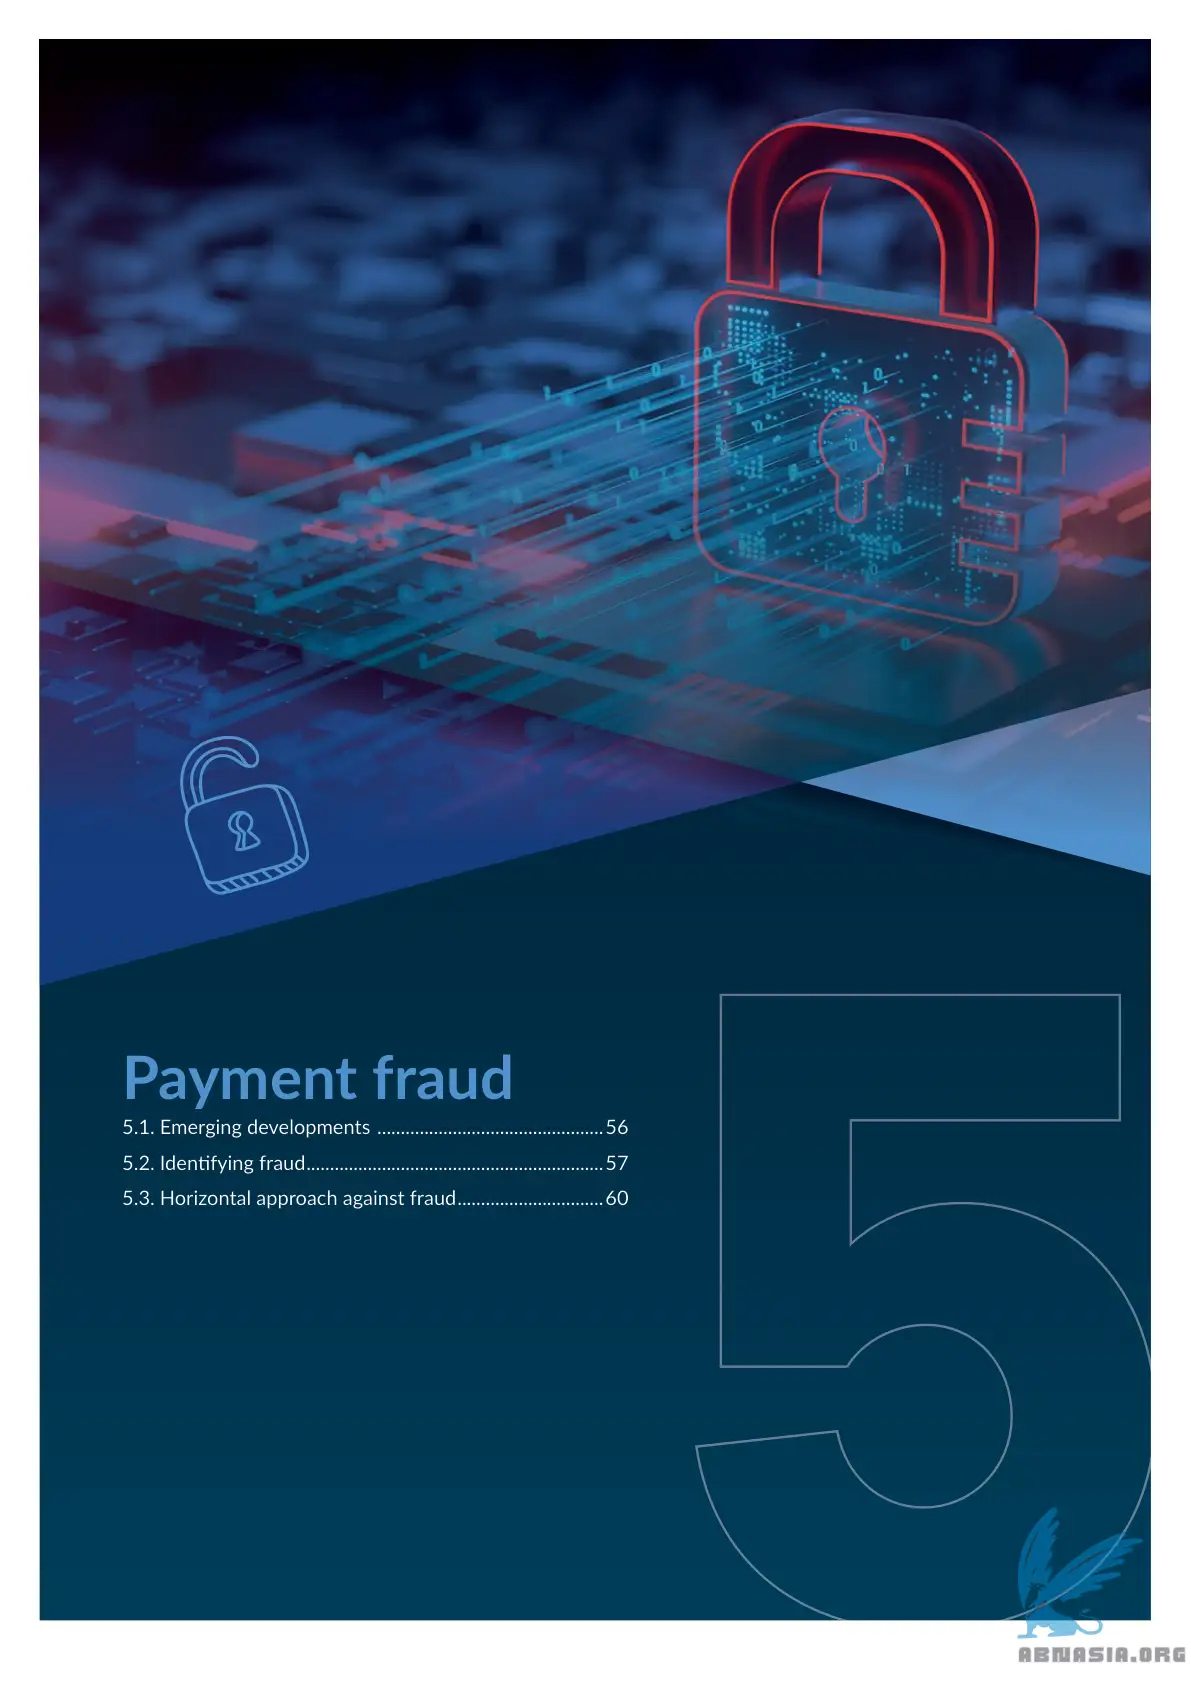 Payment fraud
5.1. Emerging developments ................................................ 56
5.2. Identifying fraud............................................................... 57
5.3. Horizontal approach against fraud............................... 60
5
ABNASIA.ORG